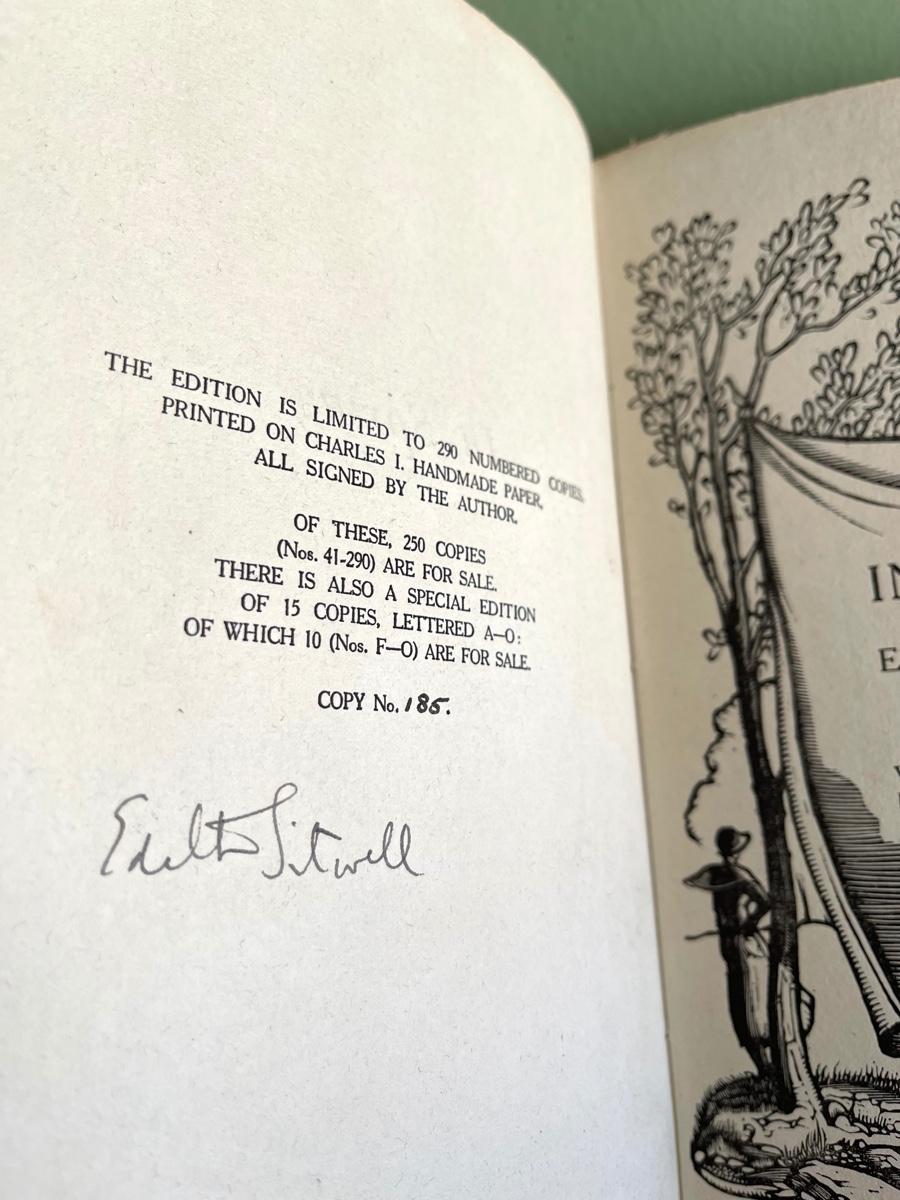 THE EDITION IS LIMITED TO 290 NUMBERED COPIES,
PRINTED ON CHARLES I. HANDMADE PAPER,
ALL SIGNED BY THE AUTHOR.
OF THESE, 250 COPIES
(Nos. 41-290) ARE FOR SALE.
THERE IS ALSO A SPECIAL EDITION
OF 15 COPIES, LETTERED A—O:
OF WHICH 10 (Nos. F—O) ARE FOR SALE.
COPY No. 185.
Edith Sitwell
IN